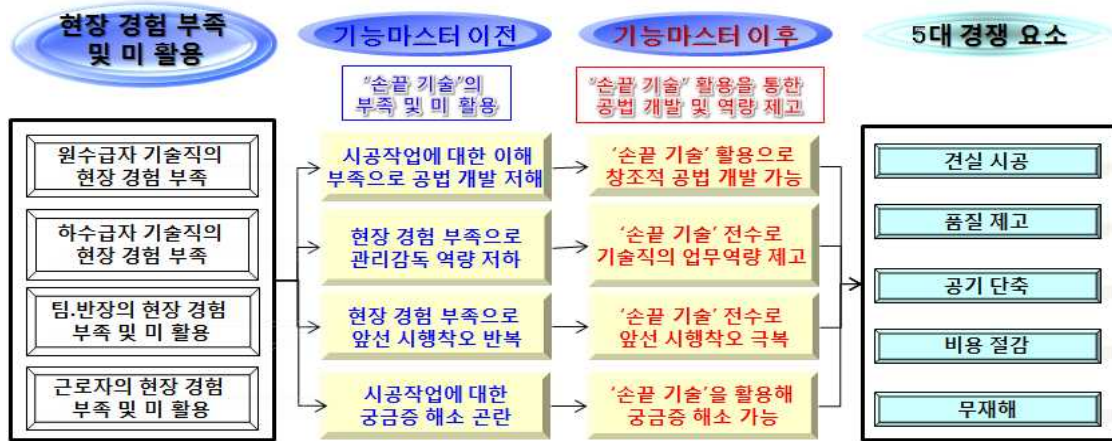 현장 경험 부족
및 미 활용
기능마스터 이전
기능마스터 이후
5대 경쟁 요소
"손끝 기술"의
부족 및 미 활용
"손끝 기술" 활용을 통한
공법 개발 및 역량 제고
원수급자 기술직의
현장 경험 부족
하수급자 기술직의
현장 경험 부족
팀.반장의 현장 경험
부족 및 미 활용
근로자의 현장 경험
부족 및 미 활용
시공작업에 대한 이해
부족으로 공법 개발 저해
현장 경험 부족으로
관리감독 역량 저하
현장 경험 부족으로
앞선 시행착오 반복
시공작업에 대한
궁금증 해소 곤란
'손끝 기술' 활용으로
창조적 공법 개발 가능
'손끝 기술' 전수로
기술직의 업무역량 제고
'손끝 기술' 전수로
앞선 시행착오 극복
'손끝 기술'을 활용해
궁금증 해소 가능
견실 시공
품질 제고
공기 단축
비용 절감
무재해